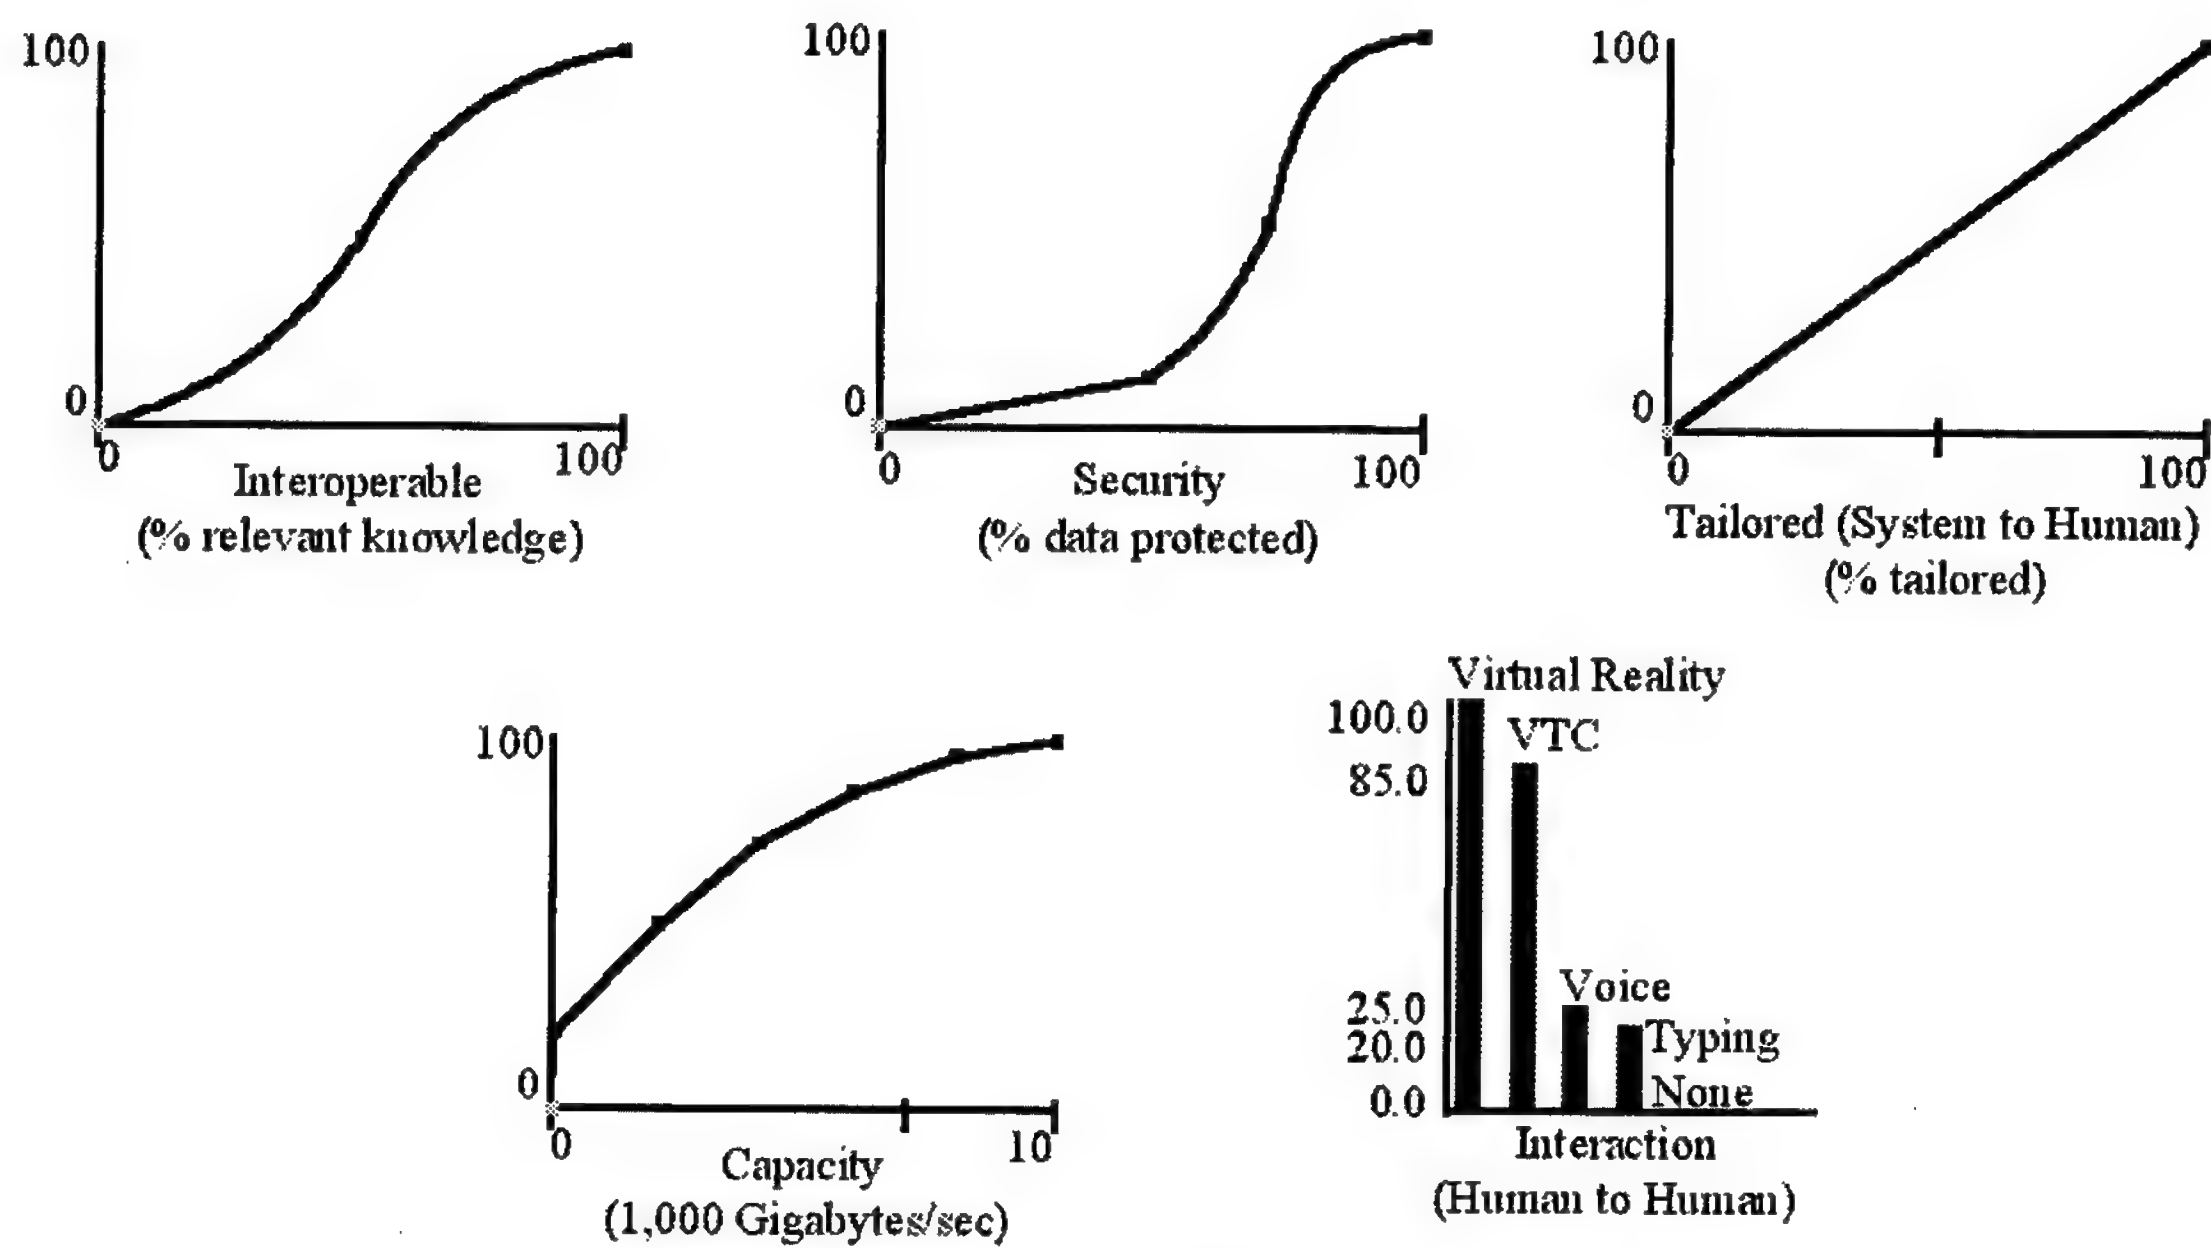 100
0
0
100
Interoperable
(% relevant knowledge)
100
0
0
100
Security
(% data protected)
100
0
0
100
Tailored (System to Human)
(% tailored)
100
0
0
10
Capacity
(1,000 Gigabytes/sec)
Virtual Reality
100.0
VTC
85.0
Voice
25.0
Typing
20.0
None
0.0
Interaction
(Human to Human)